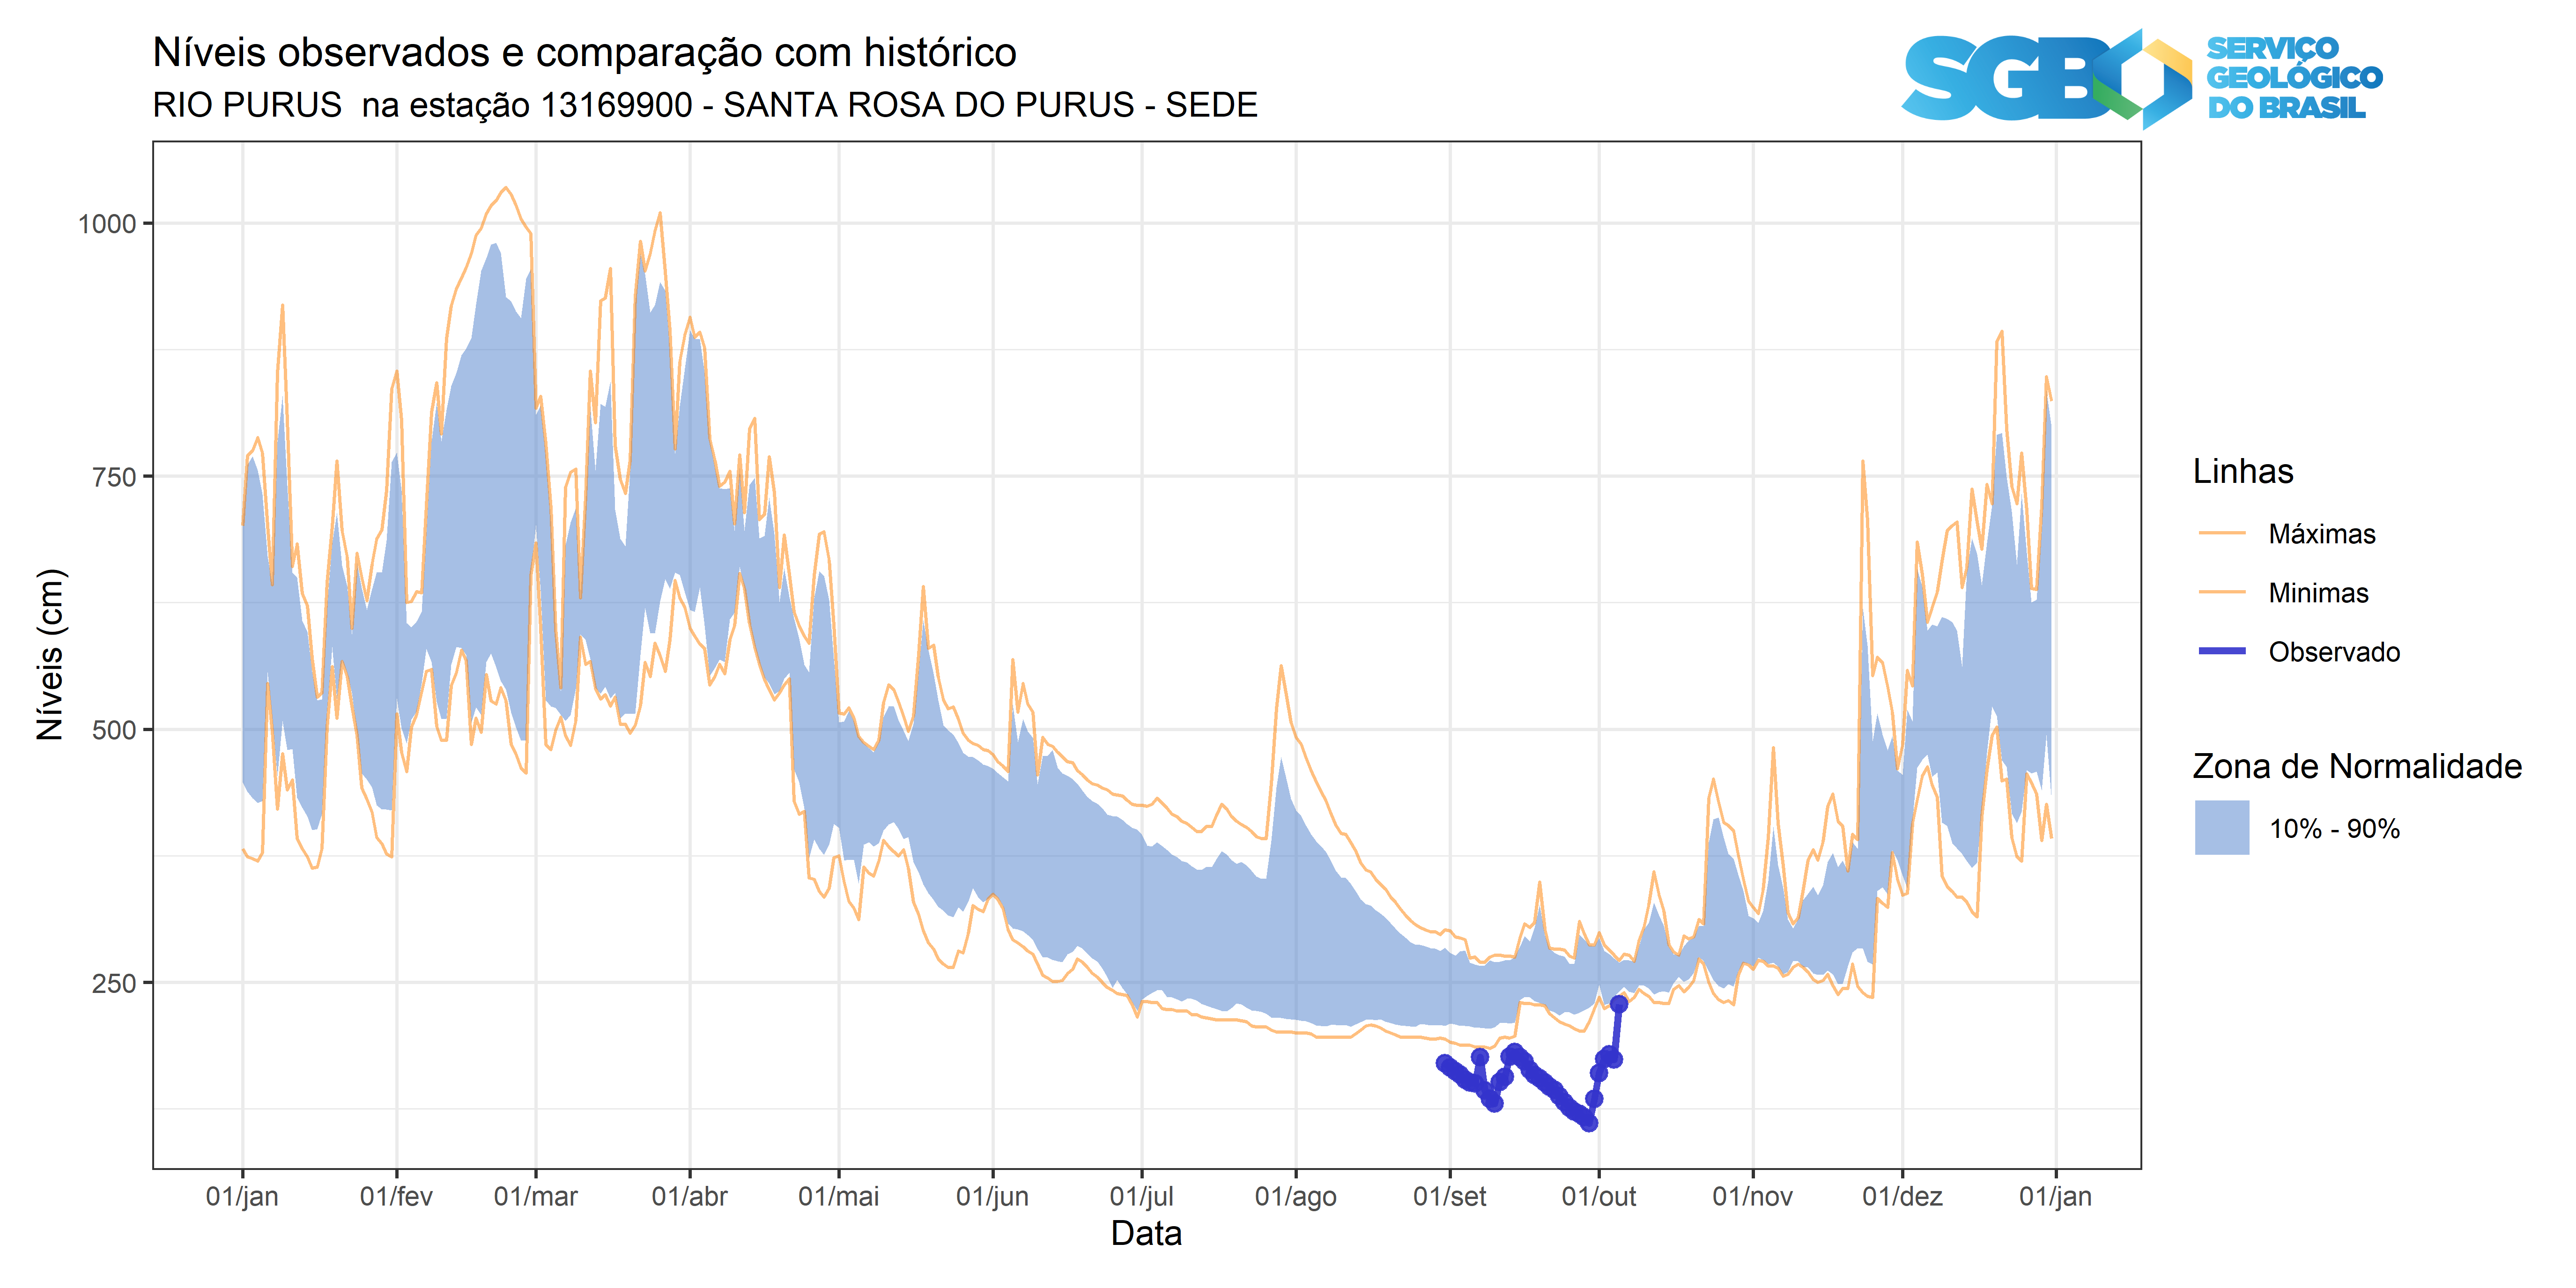 Níveis observados e comparação com histórico
RIO PURUS  na estação 13169900 - SANTA ROSA DO PURUS - SEDE
SGB
SERVIÇO
GEOLÓGICO
DO BRASIL
Níveis (cm)
1000
750
500
250
01/jan 01/fev 01/mar 01/abr 01/mai 01/jun 01/jul 01/ago 01/set 01/out 01/nov 01/dez 01/jan
Data
Linhas
Máximas
Minimas
Observado
Zona de Normalidade
10% - 90%